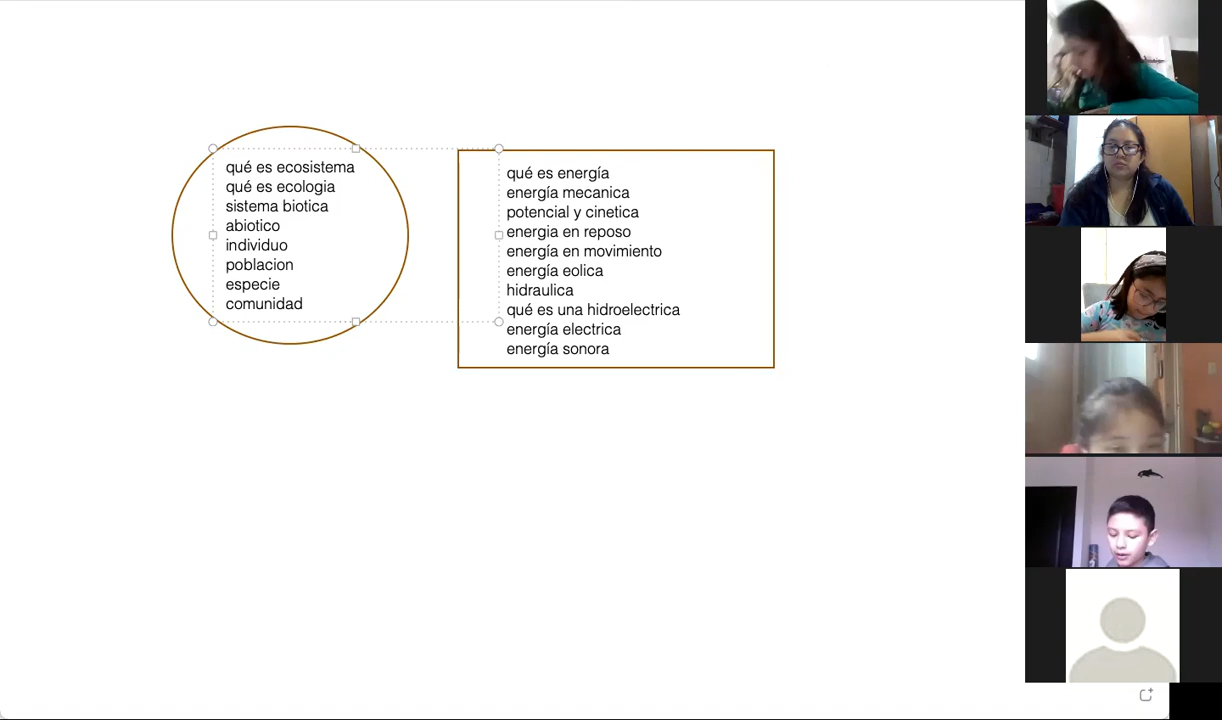 qué es ecosistema
qué es ecologia
sistema biotica
abiotico
individuo
poblacion
especie
comunidad
qué es energía
energía mecanica
potencial y cinetica
energia en reposo
energía en movimiento
energía eolica
hidraulica
qué es una hidroelectrica
energía electrica
energía sonora